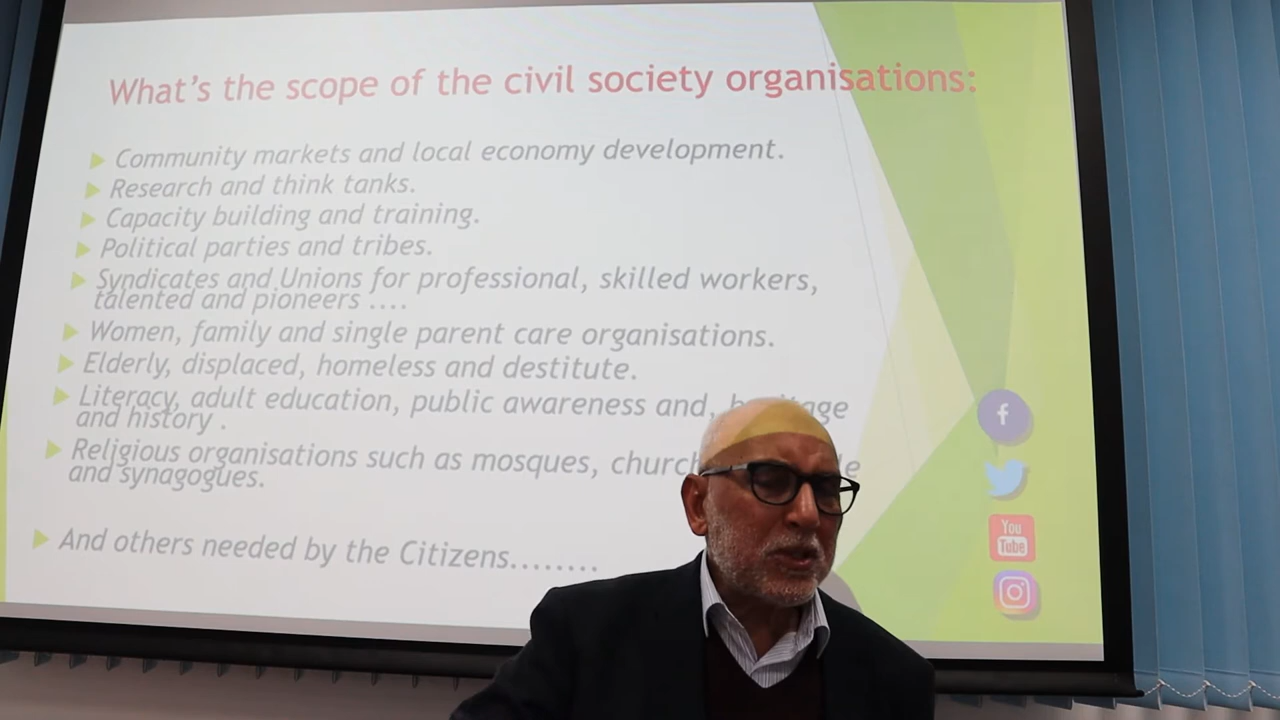 What's the scope of the civil society organisations:
Community markets and local economy development.
Research and think tanks.
Capacity building and training.
Political parties and tribes.
Syndicates and Unions for professional, skilled workers,
talented and pioneers ....
Women, family and single parent care organisations.
Elderly, displaced, homeless and destitute.
Literacy, adult education, public awareness and,
and history .
Religious organisations such as mosques,
and synagogues.
And others needed by the Citizens........
f
You
Tube